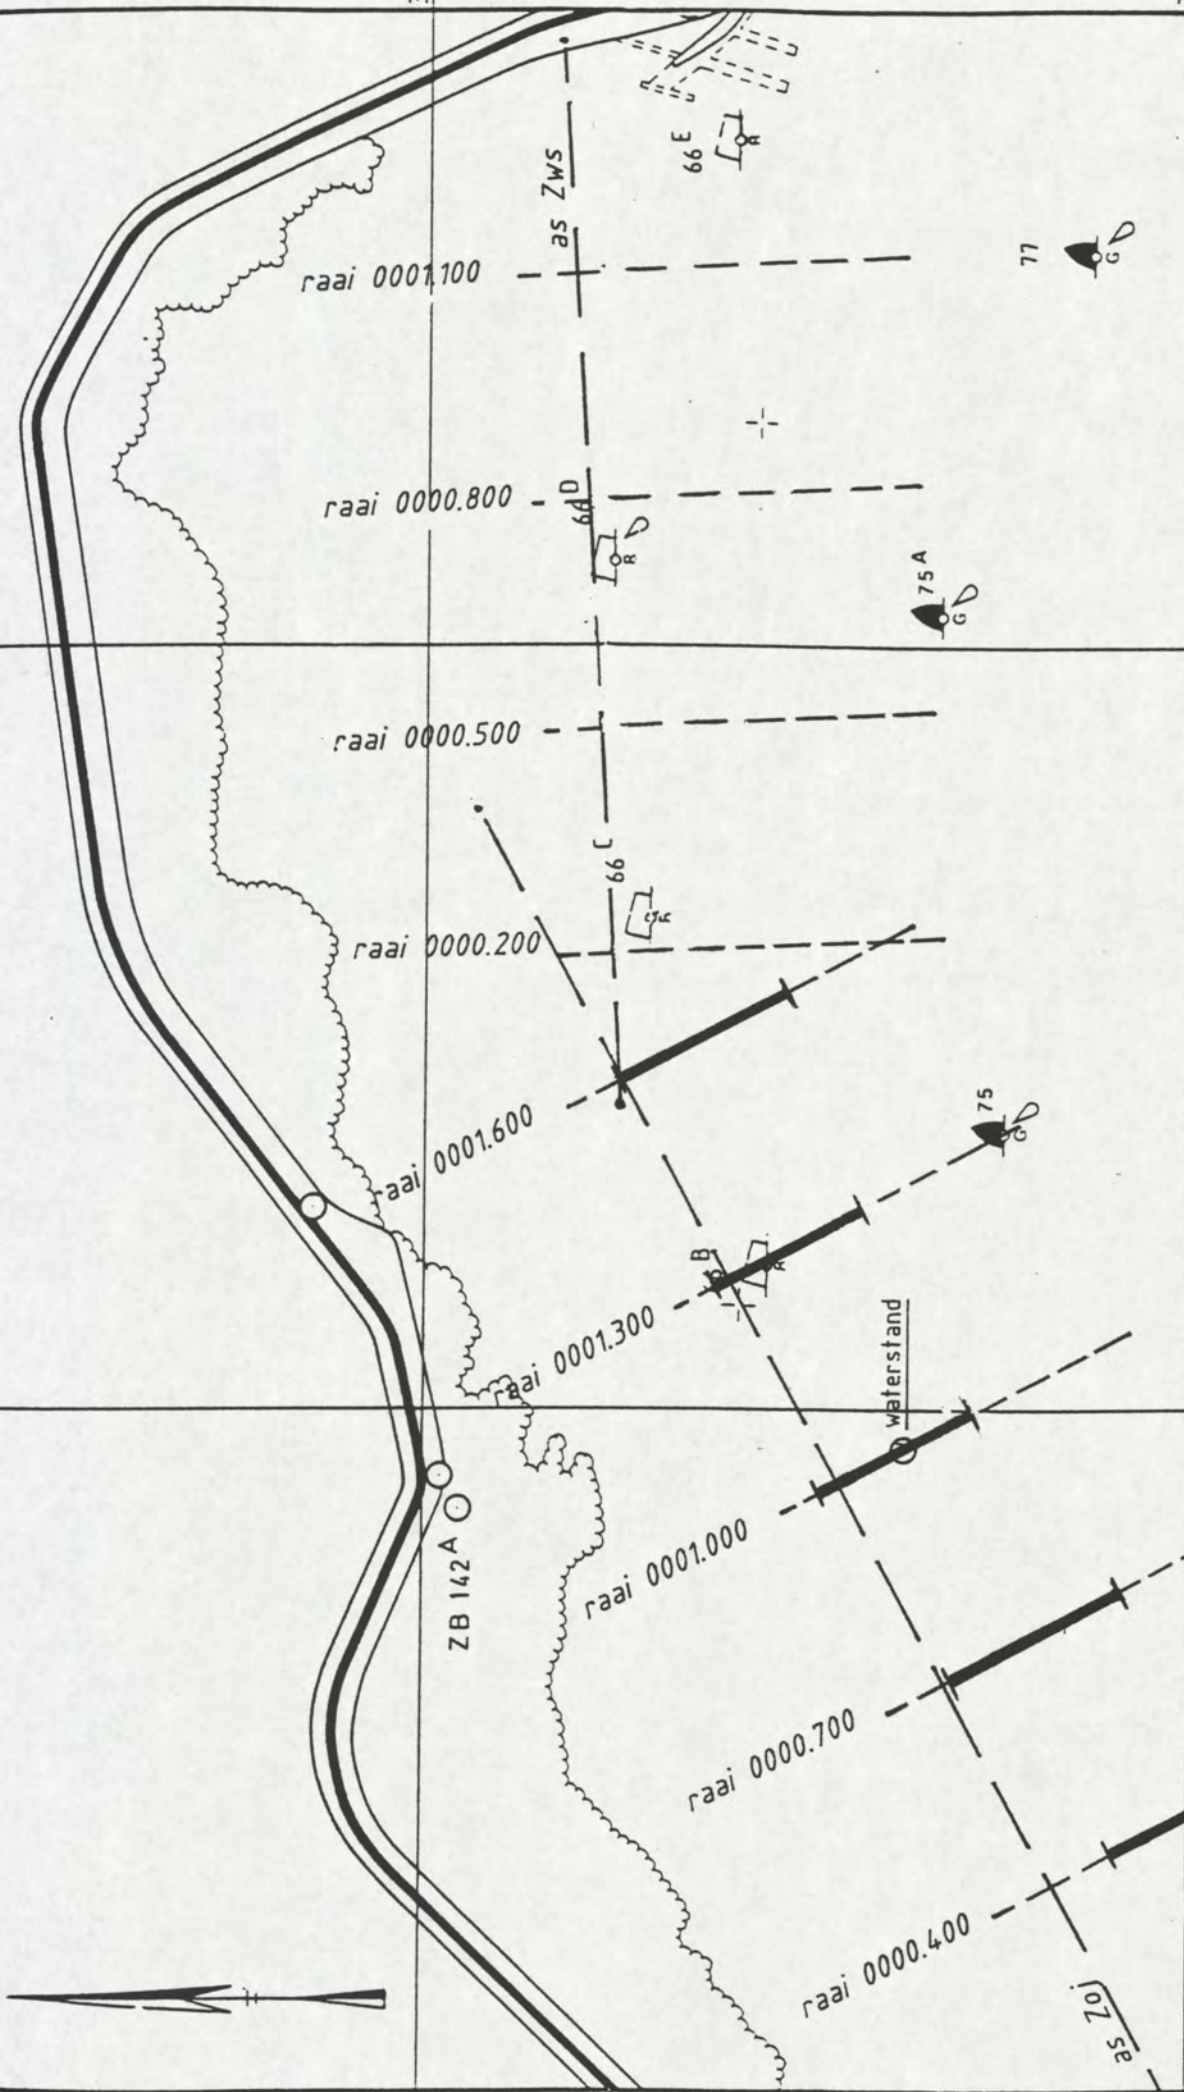 as Zws
66 E
R
raai 0001.100
77
G
raai 0000.800
66 D
R
75 A
G
raai 0000.500
66 C
raai 0000.200
raai 0001.600
75
G
B
R
raai 0001.300
waterstand
raai 0001.000
ZB 142 A
raai 0000.700
raai 0000.400
as Zoj